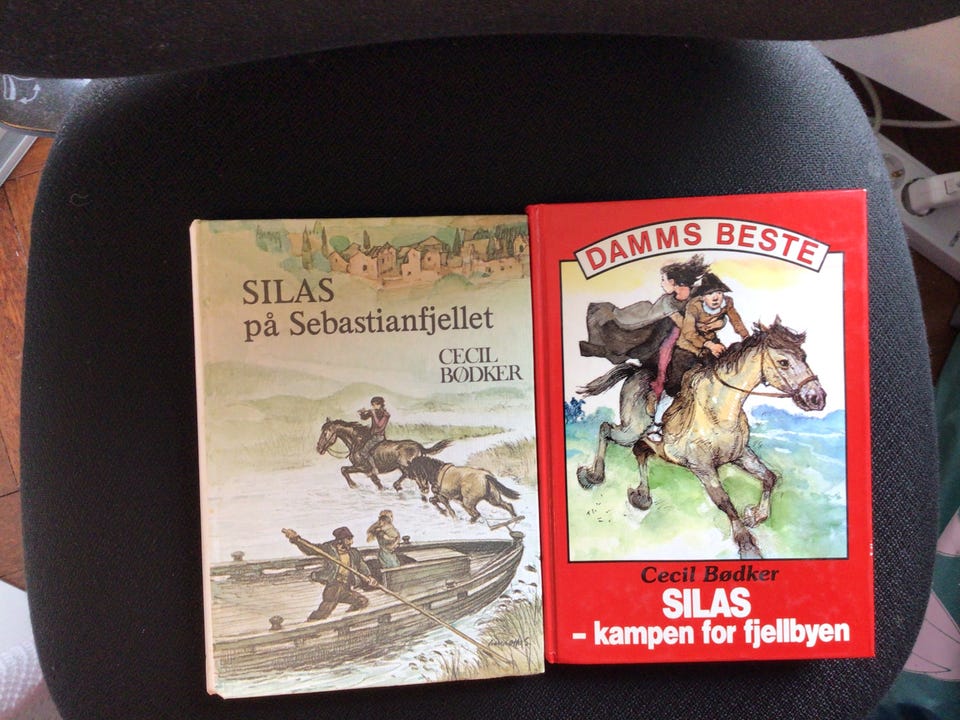 SILAS
på Sebastianfjellet
CECIL
BØDKER
DAMMS BESTE
Cecil Bødker
SILAS
- kampen for fjellbyen